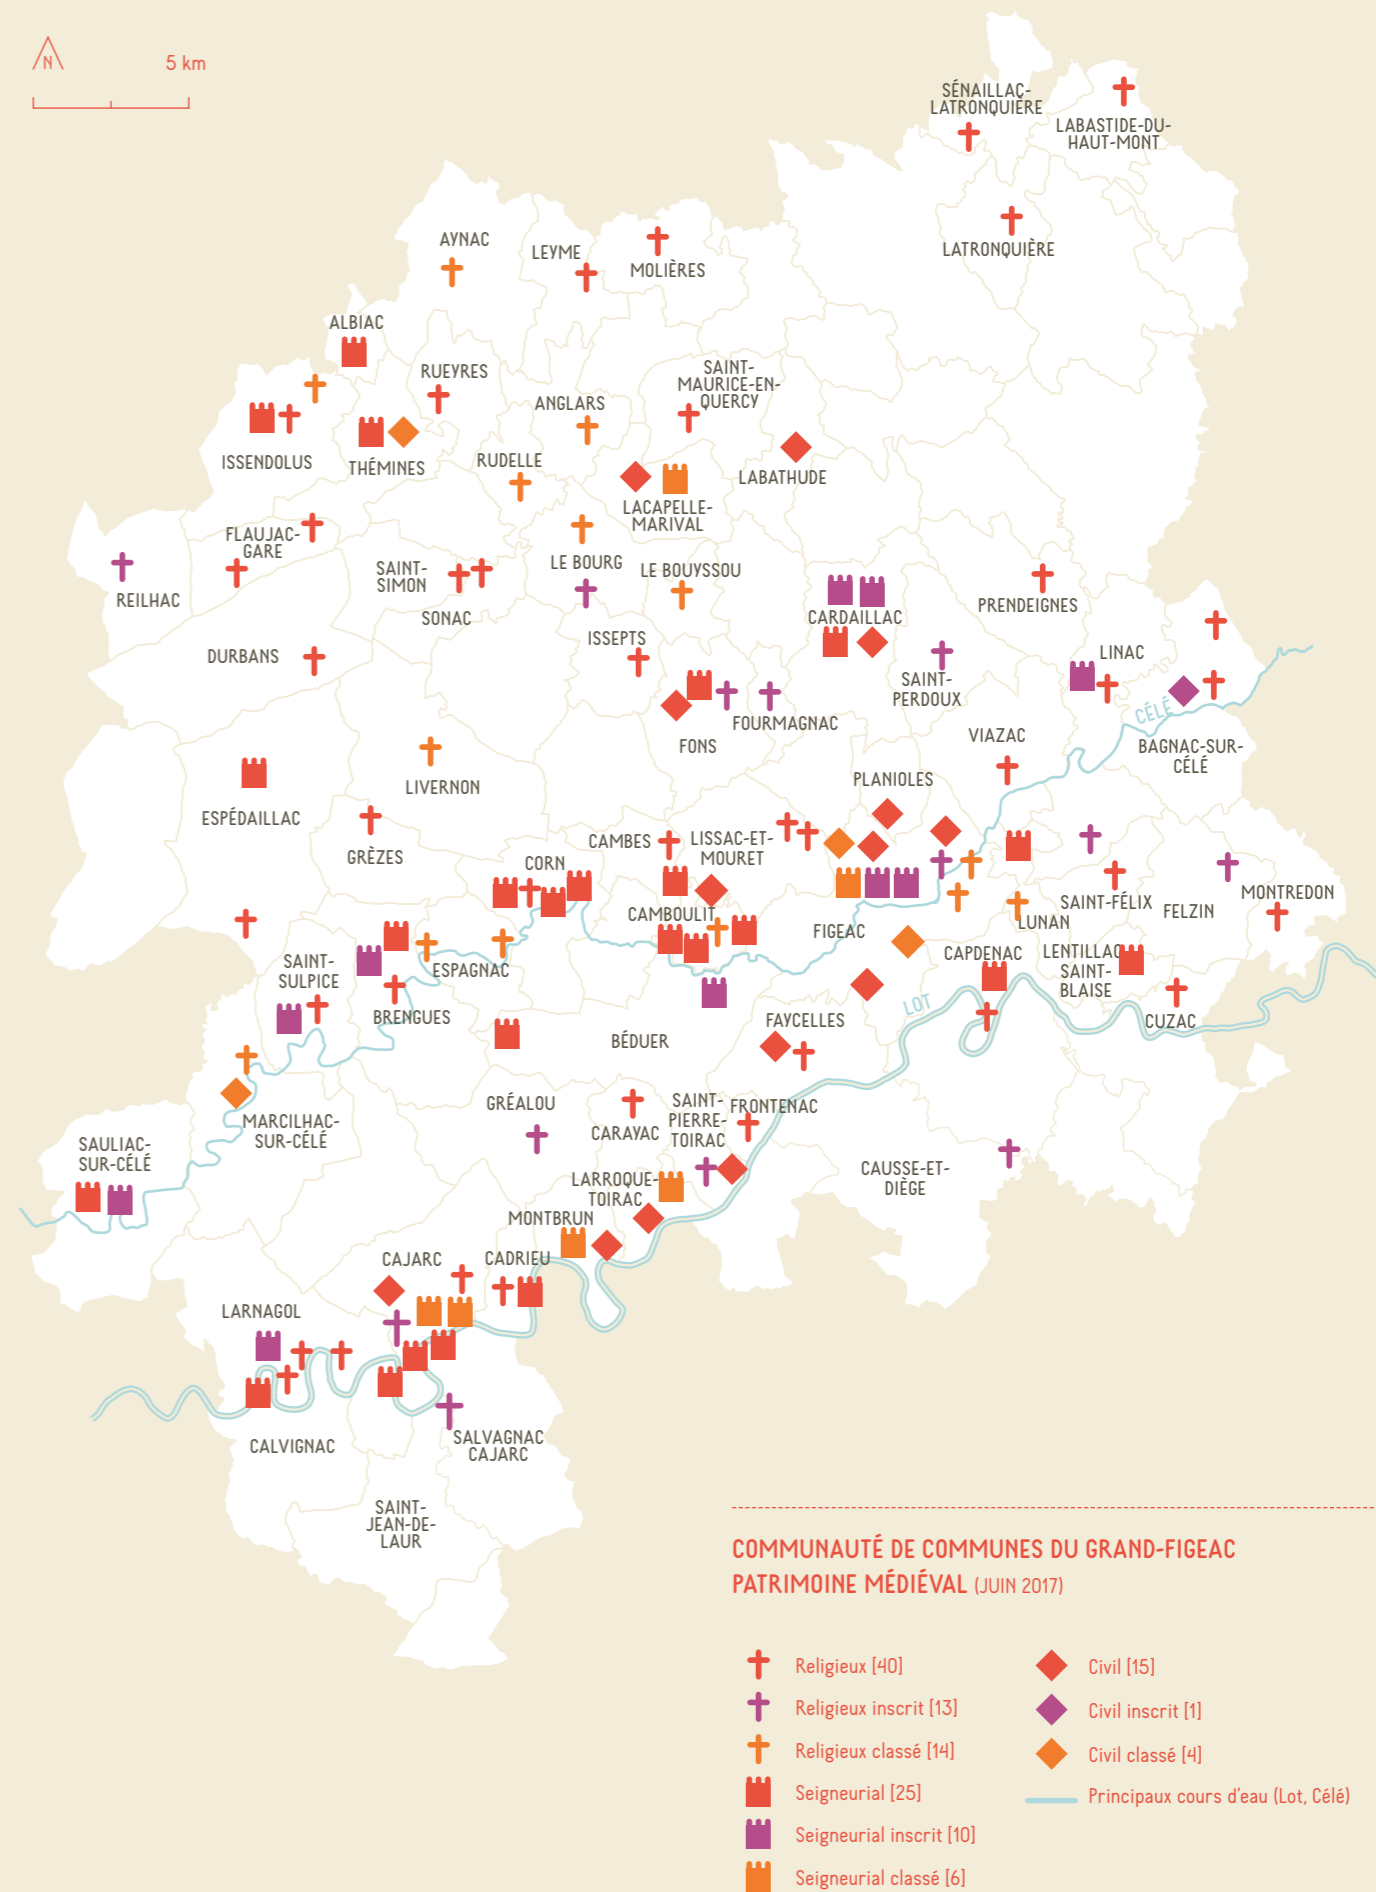 N
5 km
SÉNAILLAC-
LATRONQUIÈRE
LABASTIDE-DU-
HAUT-MONT
LATRONQUIÈRE
AYNAC
LEYME
MOLIÈRES
ALBIAC
RUEYRES
SAINT-
MAURICE-EN-
QUERCY
ANGLARS
ISSENDOLUS
THÉMINES
RUDELLE
LABATHUDE
LACAPELLE-
MARIVAL
FLAUJAC-
GARE
REILHAC
SAINT-
SIMON
SONAC
LE BOURG
LE BOUYSSOU
CARDAILLAC
PRENDEIGNES
DURBANS
ISSEPTS
LINAC
SAINT-
PERDOUX
FOURMAGNAC
FONS
CÉLÉ
VIAZAC
BAGNAC-SUR-
CÉLÉ
LIVERNON
PLANIOLES
ESPÉDAILLAC
GRÈZES
CAMBES
LISSAC-ET-
MOURET
CORN
CAMBOULIT
FIGEAC
LUNAN
SAINT-FÉLIX
FELZIN
MONTREDON
CAPDENAC
LENTILLAC
SAINT-
BLAISE
SAINT-
SULPICE
ESPAGNAC
BRENGUES
LOT
CUZAC
BÉDUER
FAYCELLES
GRÉALOU
CARAYAC
SAINT-
PIERRE-
TOIRAC
FRONTENAC
MARCILHAC-
SUR-CÉLÉ
SAULIAC-
SUR-CÉLÉ
CAUSSE-ET-
DIÈGE
LARROQUE-
TOIRAC
MONTBRUN
CAJARC
CADRIEU
LARNAGOL
CALVIGNAC
SALVAGNAC
CAJARC
SAINT-
JEAN-DE-
LAUR
COMMUNAUTÉ DE COMMUNES DU GRAND-FIGEAC
PATRIMOINE MÉDIÉVAL (JUIN 2017)
Religieux [40]
Religieux inscrit [13]
Religieux classé [14]
Seigneurial [25]
Seigneurial inscrit [10]
Seigneurial classé [6]
Civil [15]
Civil inscrit [1]
Civil classé [4]
Principaux cours d'eau (Lot, Célé)